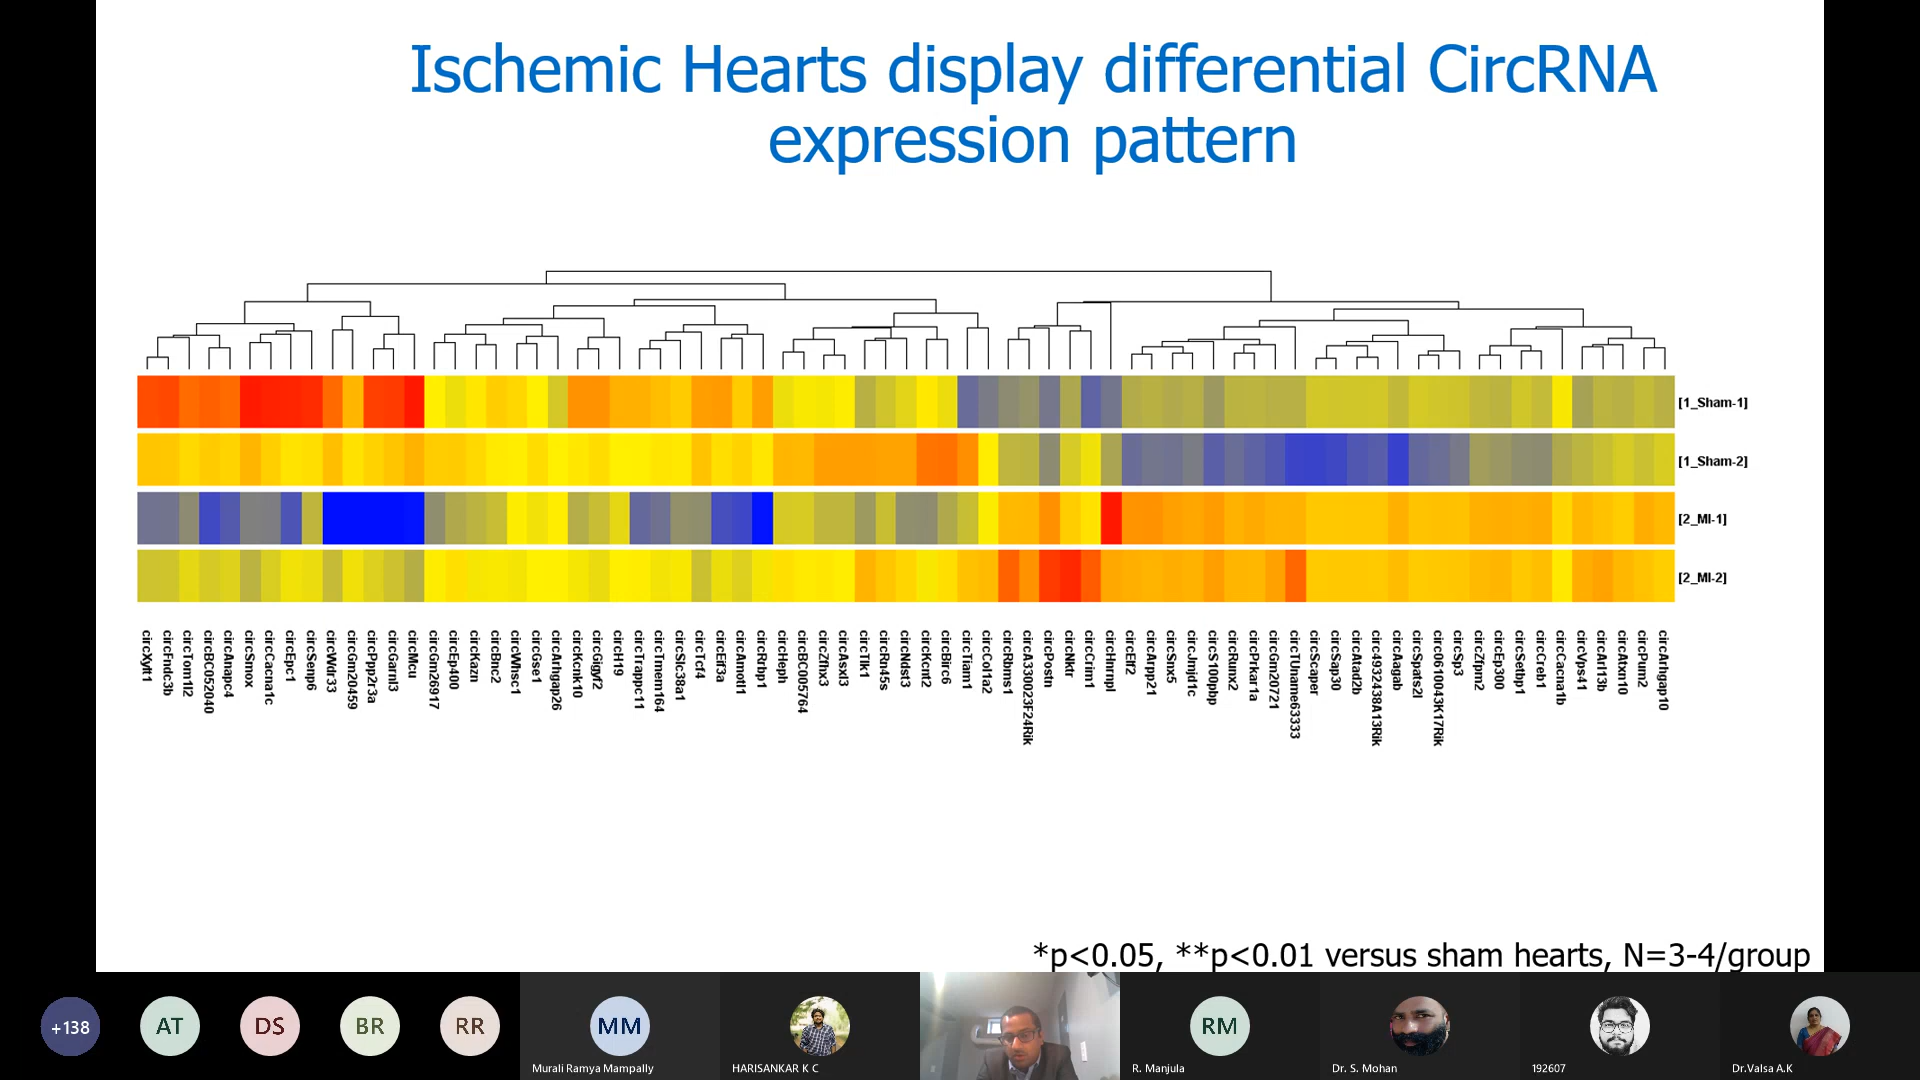 Ischemic Hearts display differential CircRNA
expression pattern
[1_Sham-1]
[1_Sham-2]
[2_MI-1]
[2_MI-2]
circXylt1
circFndc3b
circTom1l2
circBC052040
circAnapc4
circSmox
circCacna1c
circEpc1
circSenp6
circWdr33
circGm20459
circPpp2r3a
circGarnl3
circMcu
circGm26917
circEp400
circKazn
circBnc2
circWhsc1
circGse1
circArhgap26
circKcnk10
circGigyf2
circH19
circTrappc11
circTmem164
circSlc38a1
circTcf4
circEif3a
circAmotl1
circRrbp1
circHeph
circBC005764
circZfhx3
circAsxl3
circTlk1
circRn45s
circNdst3
circKcnt2
circBirc6
circTiam1
circCol1a2
circRbms1
circA330023F24Rik
circPostn
circNktr
circCrim1
circHnrnpl
circElf2
circArpp21
circSnx5
circJmjd1c
circS100pbp
circRunx2
circPrkar1a
circGm20721
circTUname63333
circScaper
circSap30
circAtad2b
circ4932438A13Rik
circAagab
circSpats2l
circ0610043K17Rik
circSp3
circZfpm2
circEp300
circSetbp1
circCreb1
circCacna1b
circVps41
circArl13b
circAtxn10
circPum2
circArhgap10
*p<0.05, **p<0.01 versus sham hearts, N=3-4/group
+138
AT
DS
BR
RR
MM
RM
Murali Ramya Mampally
HARISANKAR K C
R. Manjula
Dr. S. Mohan
192607
Dr.Valsa A.K